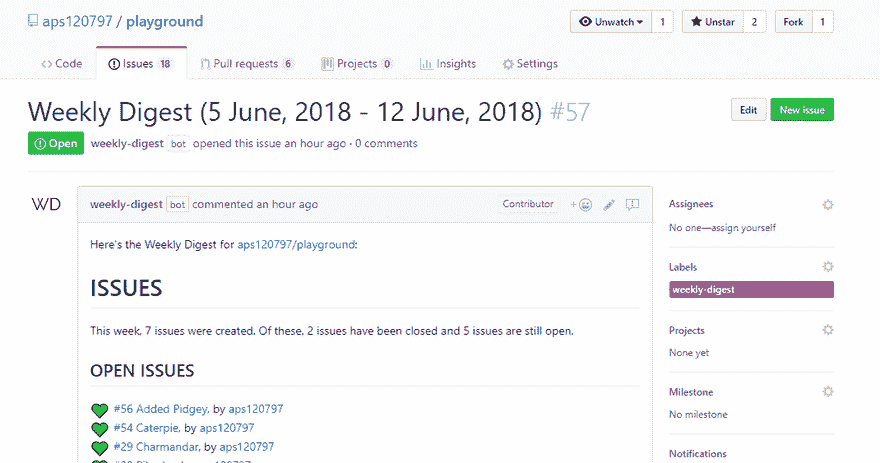 aps120797 / playground
Unwatch 1 Unstar 2 Fork 1
Code Issues 18 Pull requests 6 Projects 0 Insights Settings
Weekly Digest (5 June, 2018 - 12 June, 2018) #57
Edit New issue
Open weekly-digest bot opened this issue an hour ago · 0 comments
WD
weekly-digest bot commented an hour ago Contributor
Here's the Weekly Digest for aps120797/playground:
ISSUES
This week, 7 issues were created. Of these, 2 issues have been closed and 5 issues are still open.
OPEN ISSUES
#56 Added Pidgey, by aps120797
#54 Caterpie, by aps120797
#29 Charmandar, by aps120797
Assignees
No one—assign yourself
Labels
weekly-digest
Projects
None yet
Milestone
No milestone
Notifications